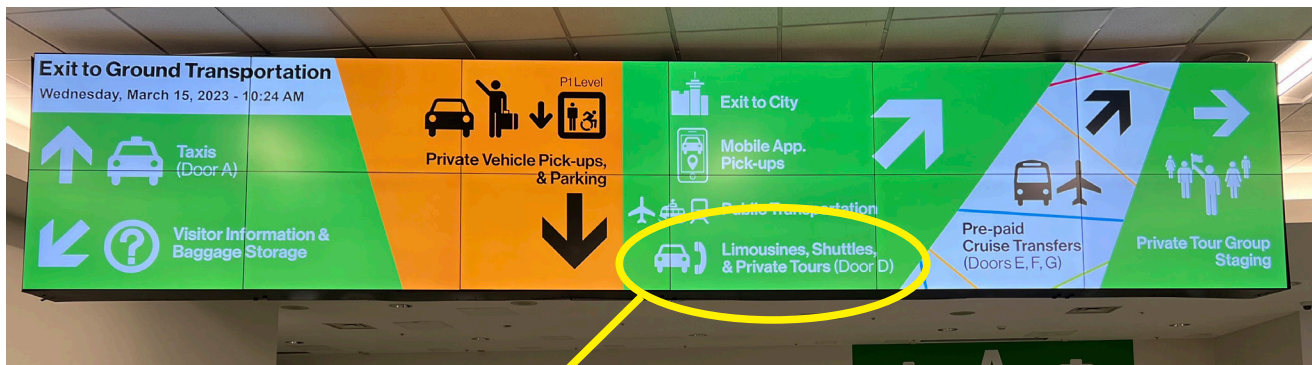 Exit to Ground Transportation
Wednesday, March 15, 2023 - 10:24 AM
Taxis
(Door A)
Visitor Information &
Baggage Storage
P1 Level
Private Vehicle Pick-ups,
& Parking
Exit to City
Mobile App.
Pick-ups
Public Transportation
Limousines, Shuttles,
& Private Tours (Door D)
Pre-paid
Cruise Transfers
(Doors E, F, G)
Private Tour Group
Staging